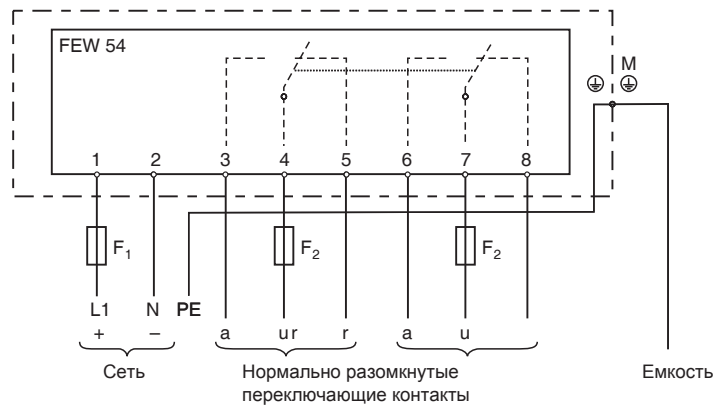 FEW 54
M
1 2 3 4 5 6 7 8
F1 F2 F2
L1 N PE
+ – a u r r a u
Сеть Нормально разомкнутые Емкость
переключающие контакты